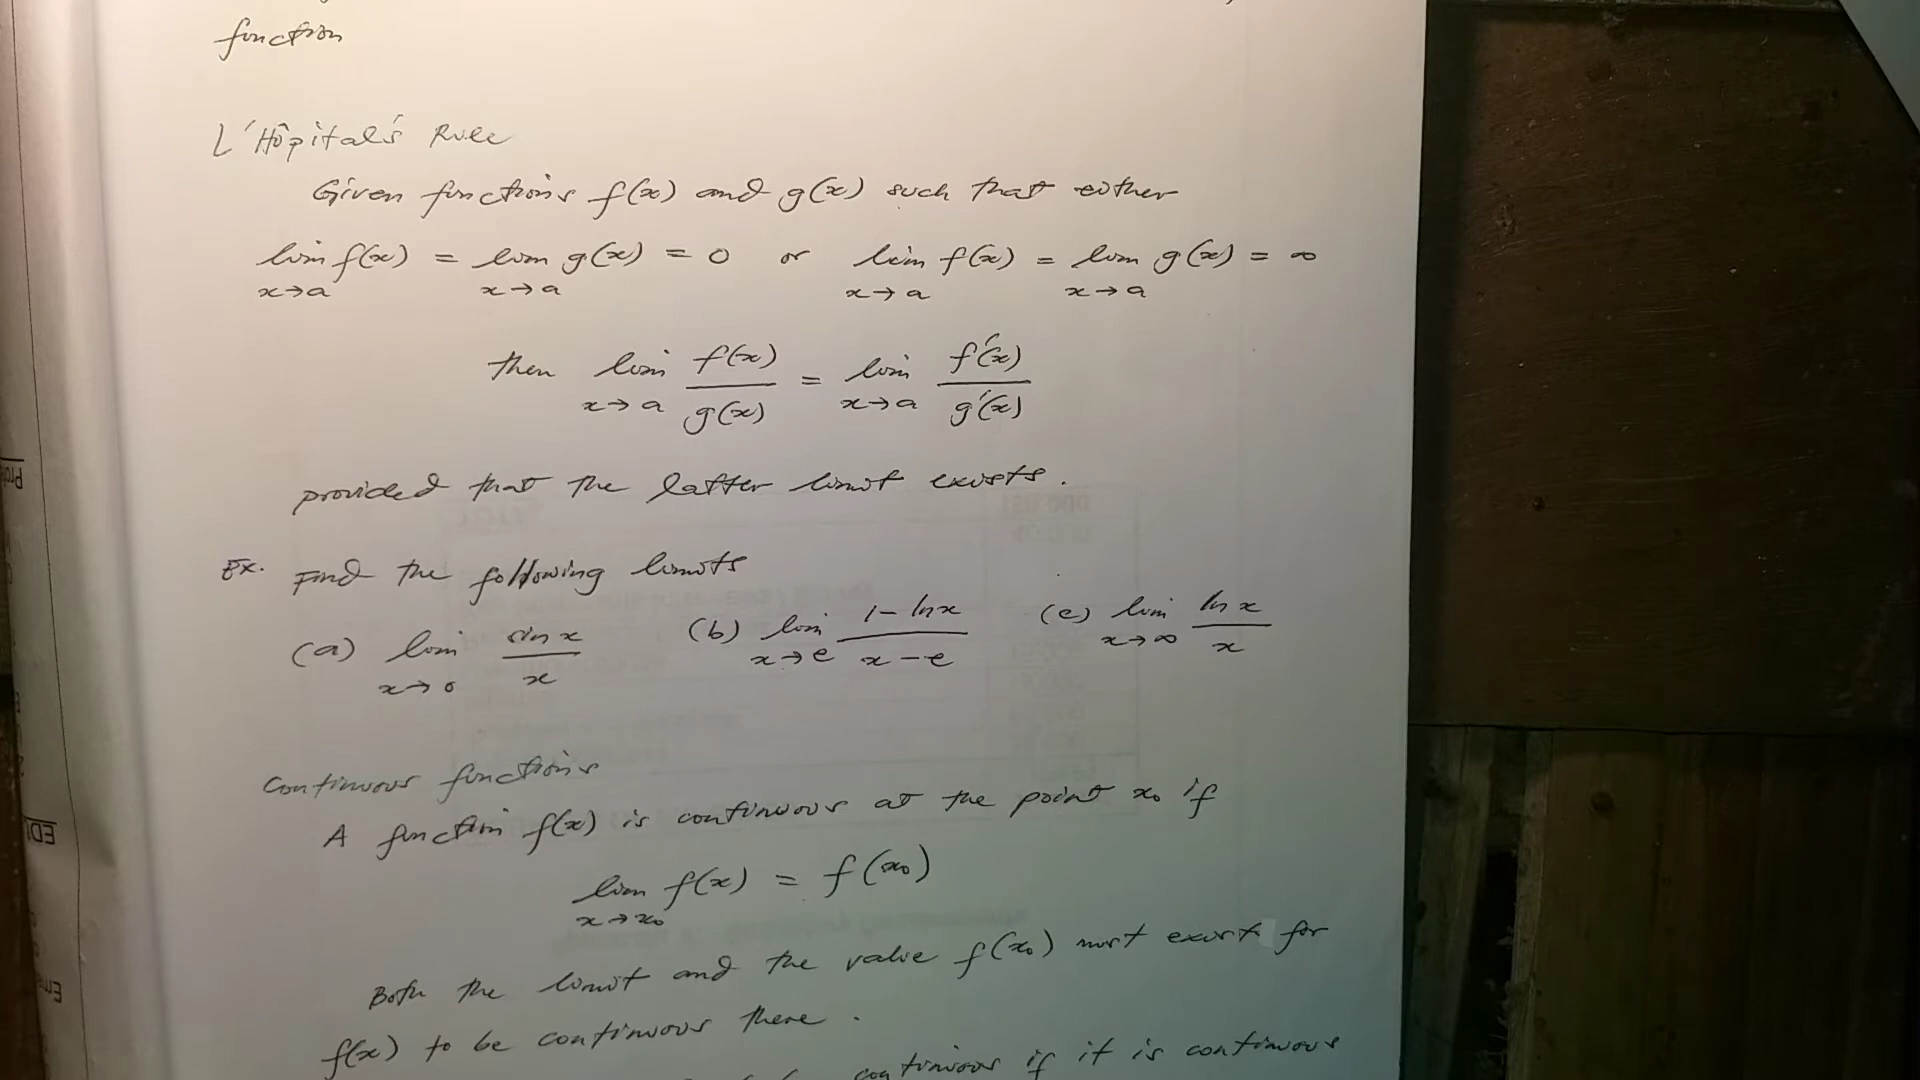 function
L'Hôpital's Rule
Given functions f(x) and g(x) such that either
lim x→a f(x) = lim x→a g(x) = 0 or lim x→a f(x) = lim x→a g(x) = ∞
then lim x→a f(x)/g(x) = lim x→a f'(x)/g'(x)
provided that the latter limit exists.
Ex. Find the following limits
(a) lim x→0 sin x/x (b) lim x→e 1 - ln x/x - e (c) lim x→∞ ln x/x
Continuous functions
A function f(x) is continuous at the point x₀ if
lim x→x₀ f(x) = f(x₀)
Both the limit and the value f(x₀) must exist for
f(x) to be continuous there.
continuous if it is continuous